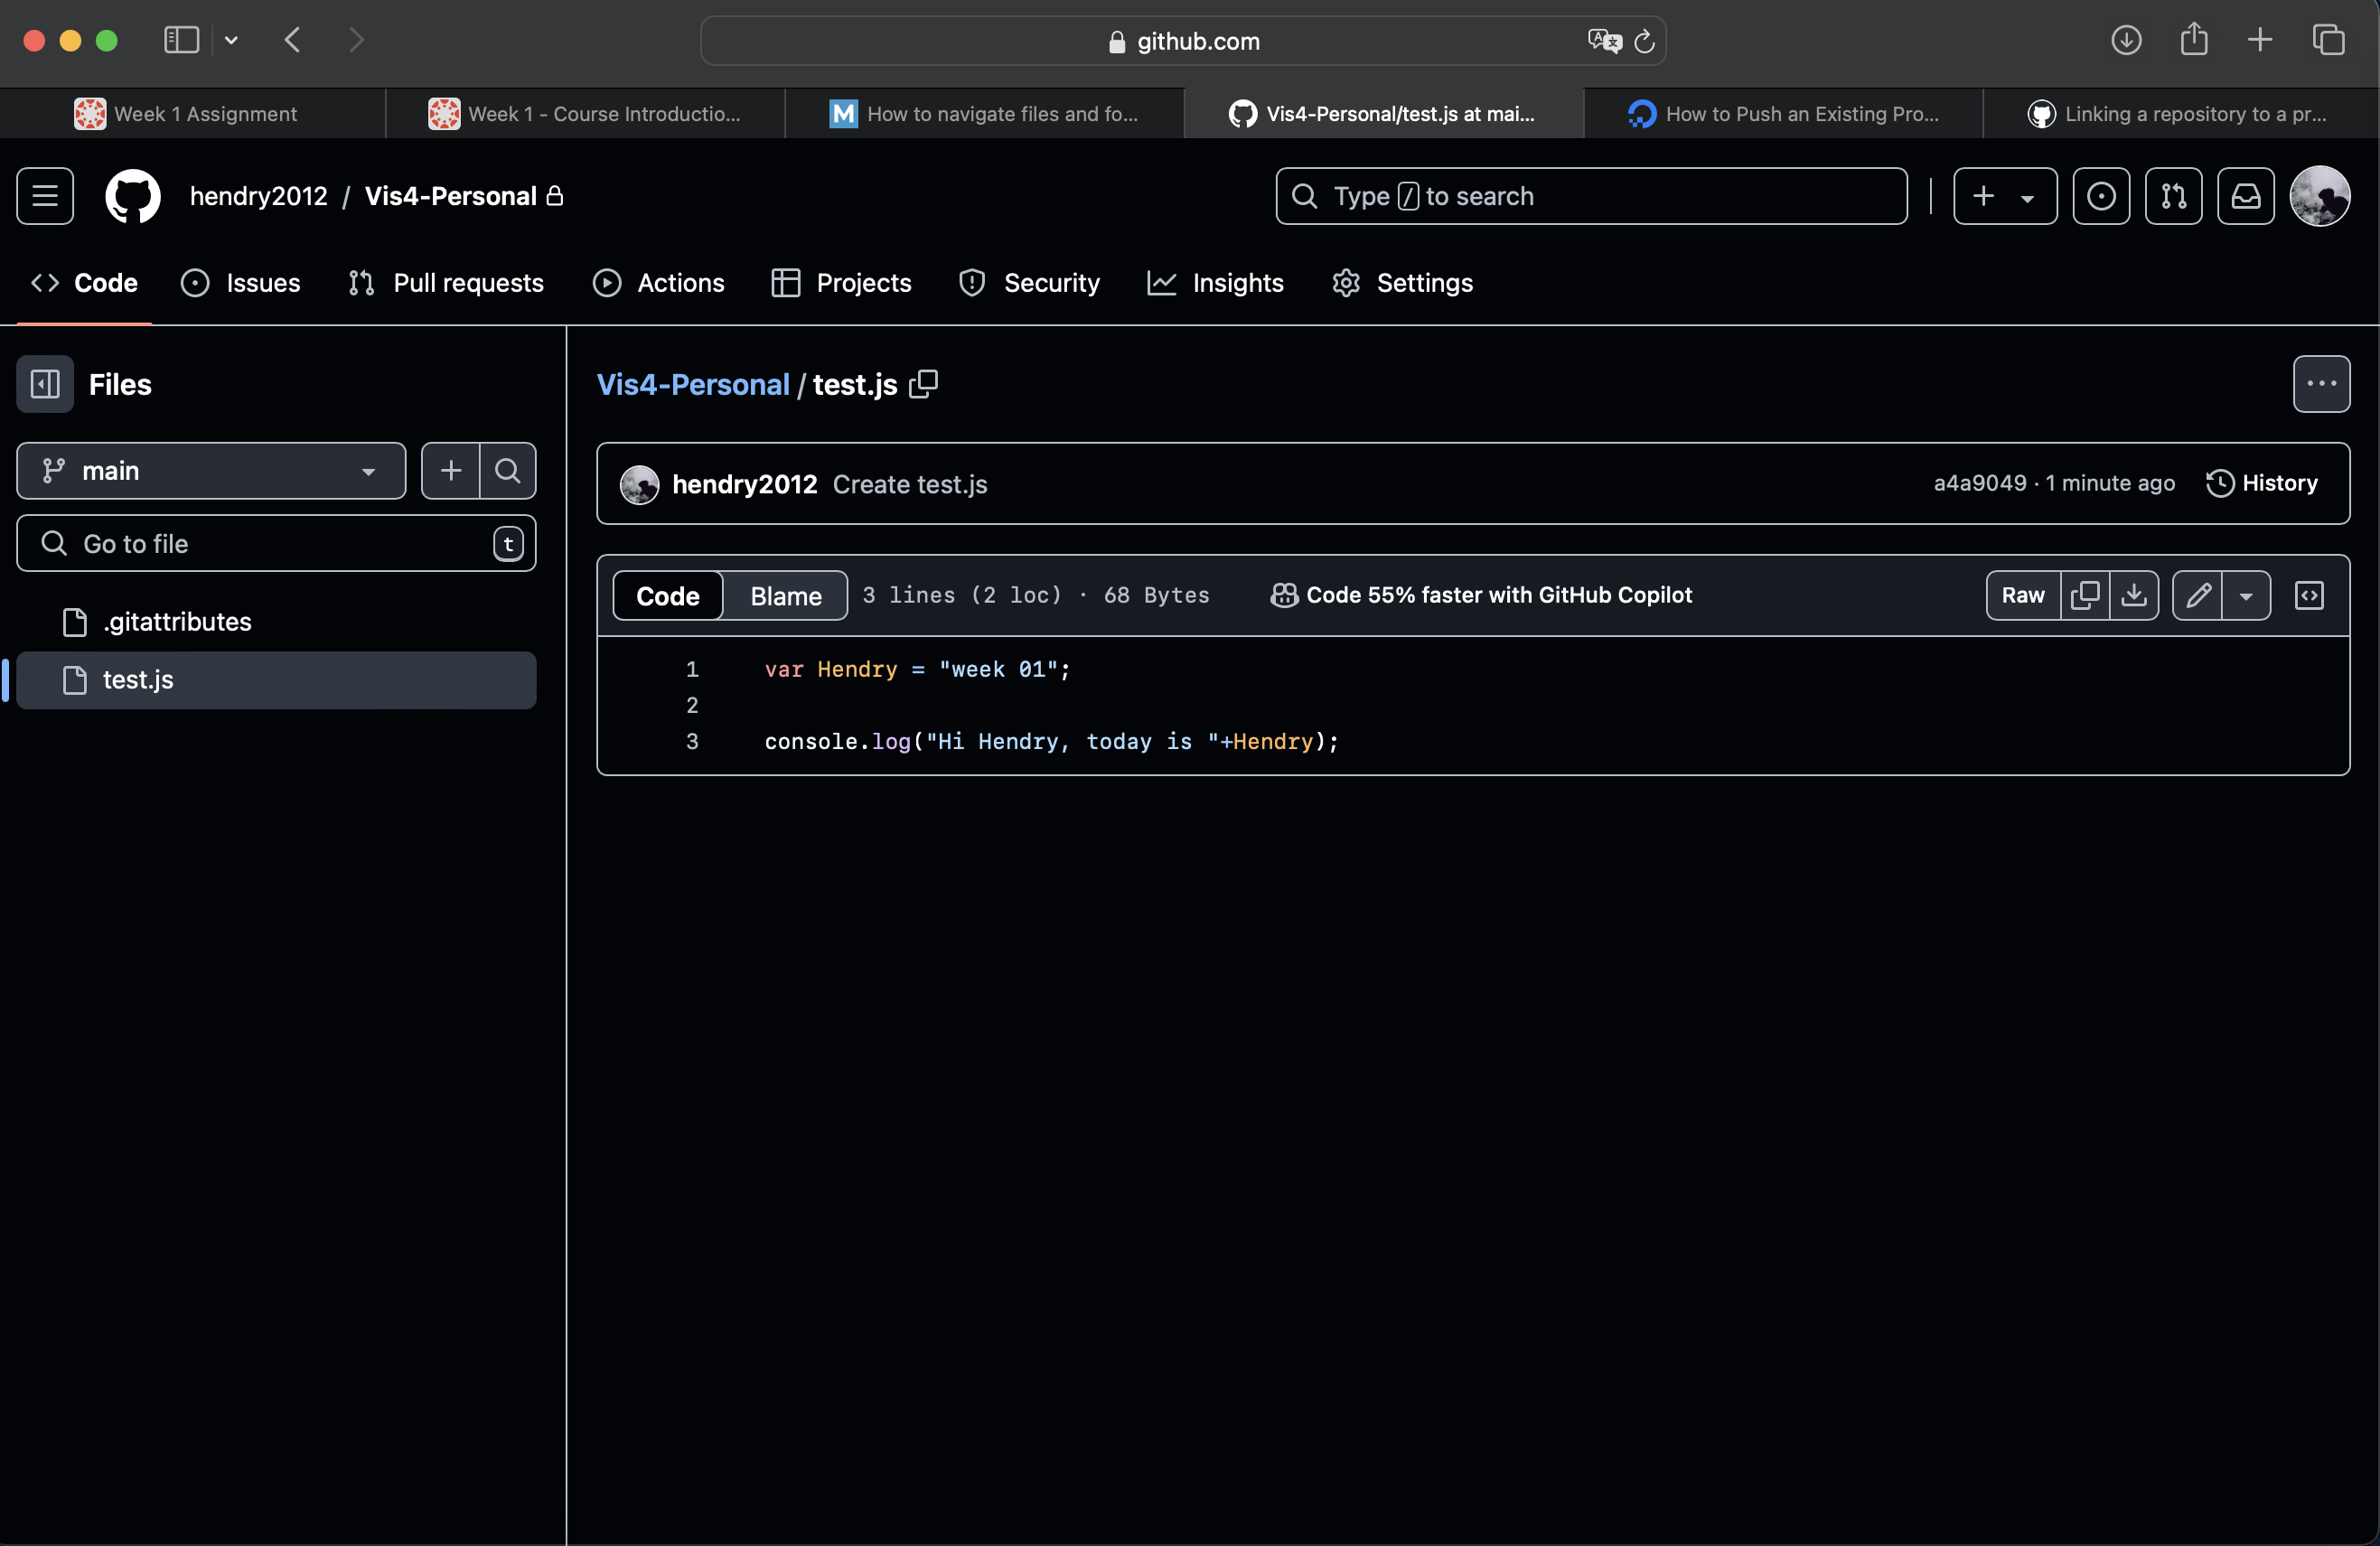 github.com
Week 1 Assignment
Week 1 - Course Introductio...
M How to navigate files and fo...
Vis4-Personal/test.js at mai...
How to Push an Existing Pro...
Linking a repository to a pr...
hendry2012 / Vis4-Personal
Type / to search
Code
Issues
Pull requests
Actions
Projects
Security
Insights
Settings
Files
main
Go to file t
.gitattributes
test.js
Vis4-Personal / test.js
hendry2012 Create test.js
a4a9049 · 1 minute ago
History
Code
Blame
3 lines (2 loc) · 68 Bytes
Code 55% faster with GitHub Copilot
Raw
1 var Hendry = "week 01";
2
3 console.log("Hi Hendry, today is "+Hendry);